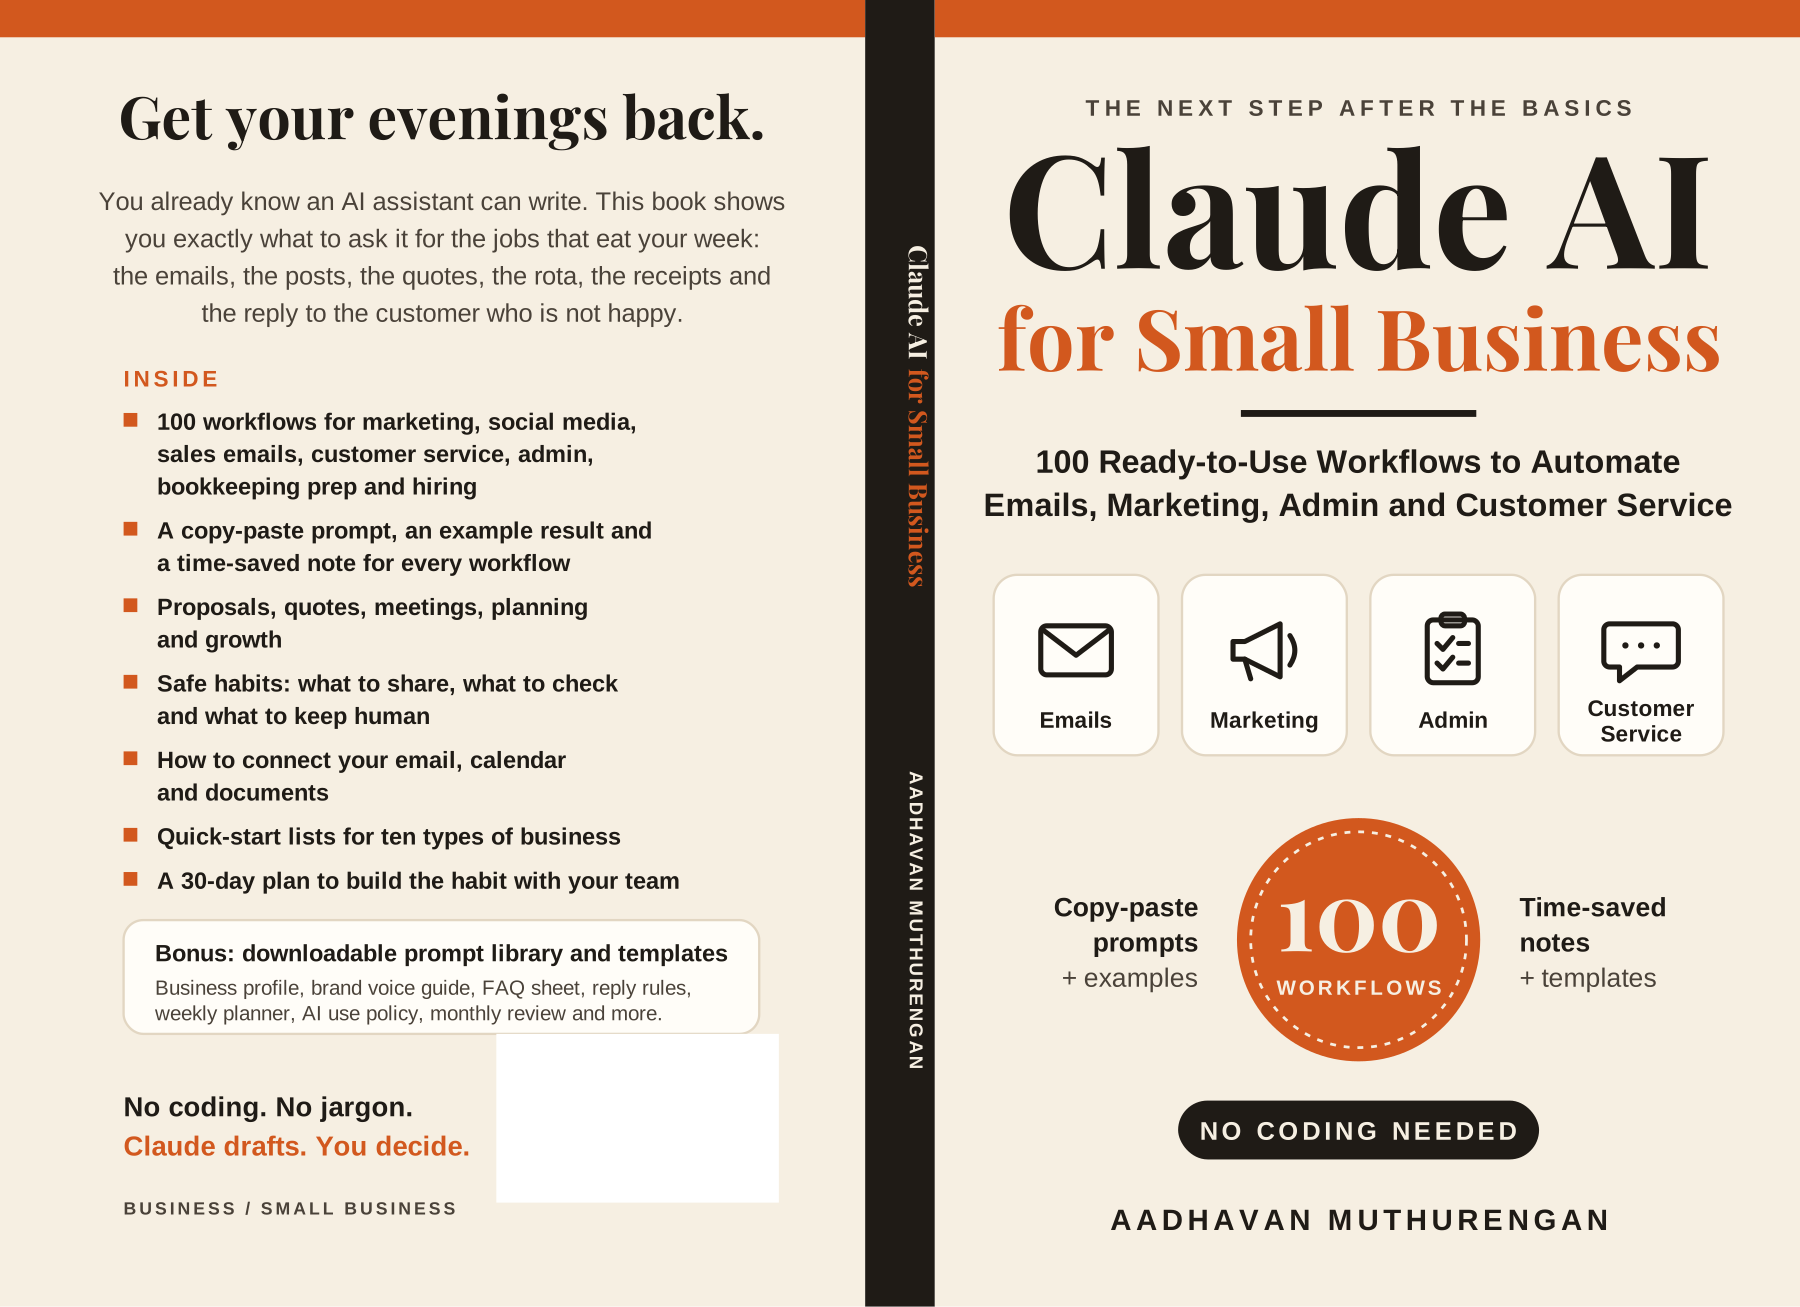 Get your evenings back.
You already know an AI assistant can write. This book shows
you exactly what to ask it for the jobs that eat your week:
the emails, the posts, the quotes, the rota, the receipts and
the reply to the customer who is not happy.
INSIDE
100 workflows for marketing, social media,
sales emails, customer service, admin,
bookkeeping prep and hiring
A copy-paste prompt, an example result and
a time-saved note for every workflow
Proposals, quotes, meetings, planning
and growth
Safe habits: what to share, what to check
and what to keep human
How to connect your email, calendar
and documents
Quick-start lists for ten types of business
A 30-day plan to build the habit with your team
Bonus: downloadable prompt library and templates
Business profile, brand voice guide, FAQ sheet, reply rules,
weekly planner, AI use policy, monthly review and more.
No coding. No jargon.
Claude drafts. You decide.
BUSINESS / SMALL BUSINESS
Claude AI for Small Business
AADHAVAN MUTHURENGAN
THE NEXT STEP AFTER THE BASICS
Claude AI
for Small Business
100 Ready-to-Use Workflows to Automate
Emails, Marketing, Admin and Customer Service
Emails
Marketing
Admin
Customer
Service
Copy-paste
prompts
+ examples
100
WORKFLOWS
Time-saved
notes
+ templates
NO CODING NEEDED
AADHAVAN MUTHURENGAN